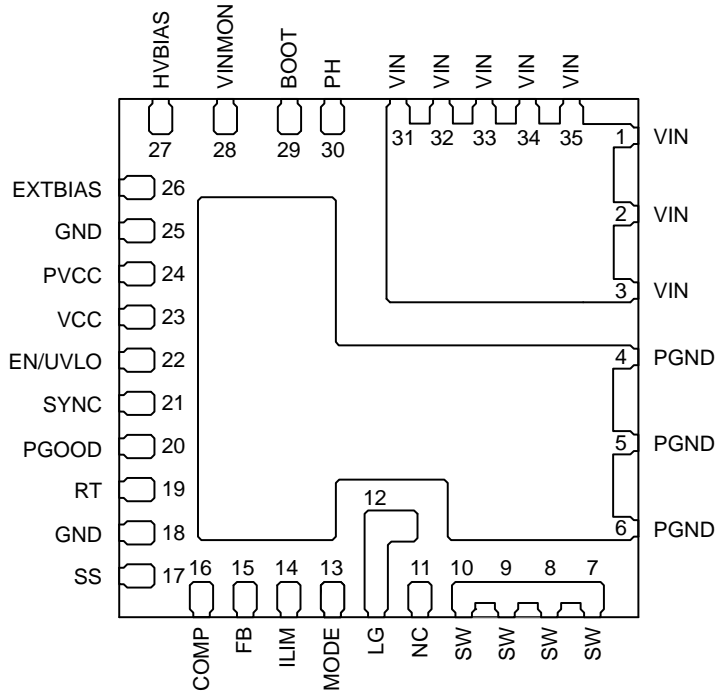 HVBIAS
VINMON
BOOT
PH
VIN
VIN
VIN
VIN
VIN
27
28
29
30
31
32
33
34
35
1
VIN
2
VIN
3
VIN
4
PGND
5
PGND
6
PGND
EXTBIAS
26
GND
25
PVCC
24
VCC
23
EN/UVLO
22
SYNC
21
PGOOD
20
RT
19
GND
18
SS
17
12
16
15
14
13
11
10
9
8
7
COMP
FB
ILIM
MODE
LG
NC
SW
SW
SW
SW